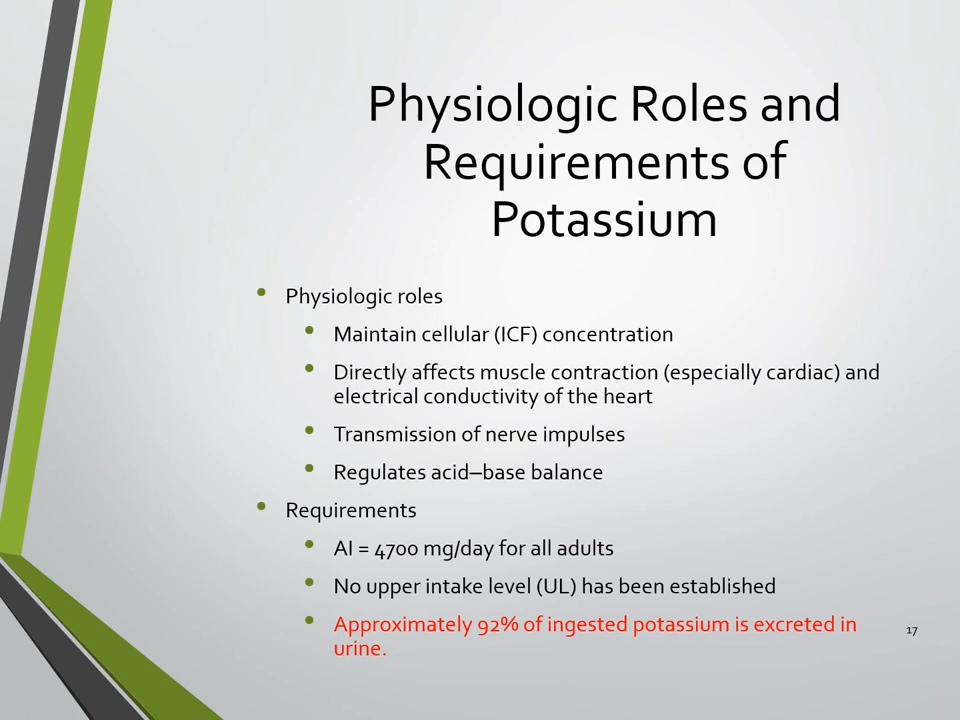 Physiologic Roles and
Requirements of
Potassium
• Physiologic roles
• Maintain cellular (ICF) concentration
• Directly affects muscle contraction (especially cardiac) and
electrical conductivity of the heart
• Transmission of nerve impulses
• Regulates acid–base balance
• Requirements
• AI = 4700 mg/day for all adults
• No upper intake level (UL) has been established
• Approximately 92% of ingested potassium is excreted in
urine.
17